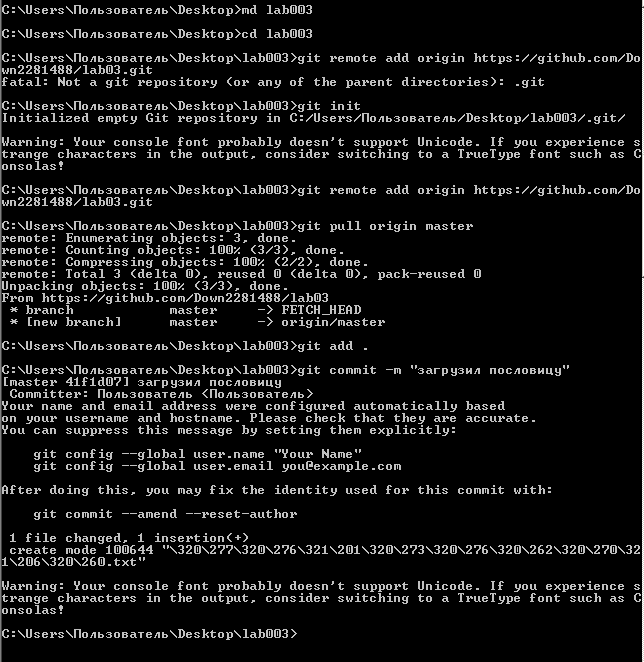 C:\Users\Пользователь\Desktop>md lab003
C:\Users\Пользователь\Desktop>cd lab003
C:\Users\Пользователь\Desktop\lab003>git remote add origin https://github.com/Do
wn2281488/lab03.git
fatal: Not a git repository (or any of the parent directories): .git
C:\Users\Пользователь\Desktop\lab003>git init
Initialized empty Git repository in C:/Users/Пользователь/Desktop/lab003/.git/
Warning: Your console font probably doesn't support Unicode. If you experience s
trange characters in the output, consider switching to a TrueType font such as C
onsolas!
C:\Users\Пользователь\Desktop\lab003>git remote add origin https://github.com/Do
wn2281488/lab03.git
C:\Users\Пользователь\Desktop\lab003>git pull origin master
remote: Enumerating objects: 3, done.
remote: Counting objects: 100% (3/3), done.
remote: Compressing objects: 100% (2/2), done.
remote: Total 3 (delta 0), reused 0 (delta 0), pack-reused 0
Unpacking objects: 100% (3/3), done.
From https://github.com/Down2281488/lab03
 * branch            master     -> FETCH_HEAD
 * [new branch]      master     -> origin/master
C:\Users\Пользователь\Desktop\lab003>git add .
C:\Users\Пользователь\Desktop\lab003>git commit -m "загрузил пословицу"
[master 41f1d07] загрузил пословицу
 Committer: Пользователь <Пользователь>
Your name and email address were configured automatically based
on your username and hostname. Please check that they are accurate.
You can suppress this message by setting them explicitly:
    git config --global user.name "Your Name"
    git config --global user.email you@example.com
After doing this, you may fix the identity used for this commit with:
    git commit --amend --reset-author
 1 file changed, 1 insertion(+)
 create mode 100644 "\320\277\320\276\321\201\320\273\320\276\320\262\320\270\32
1\206\320\260.txt"
Warning: Your console font probably doesn't support Unicode. If you experience s
trange characters in the output, consider switching to a TrueType font such as C
onsolas!
C:\Users\Пользователь\Desktop\lab003>